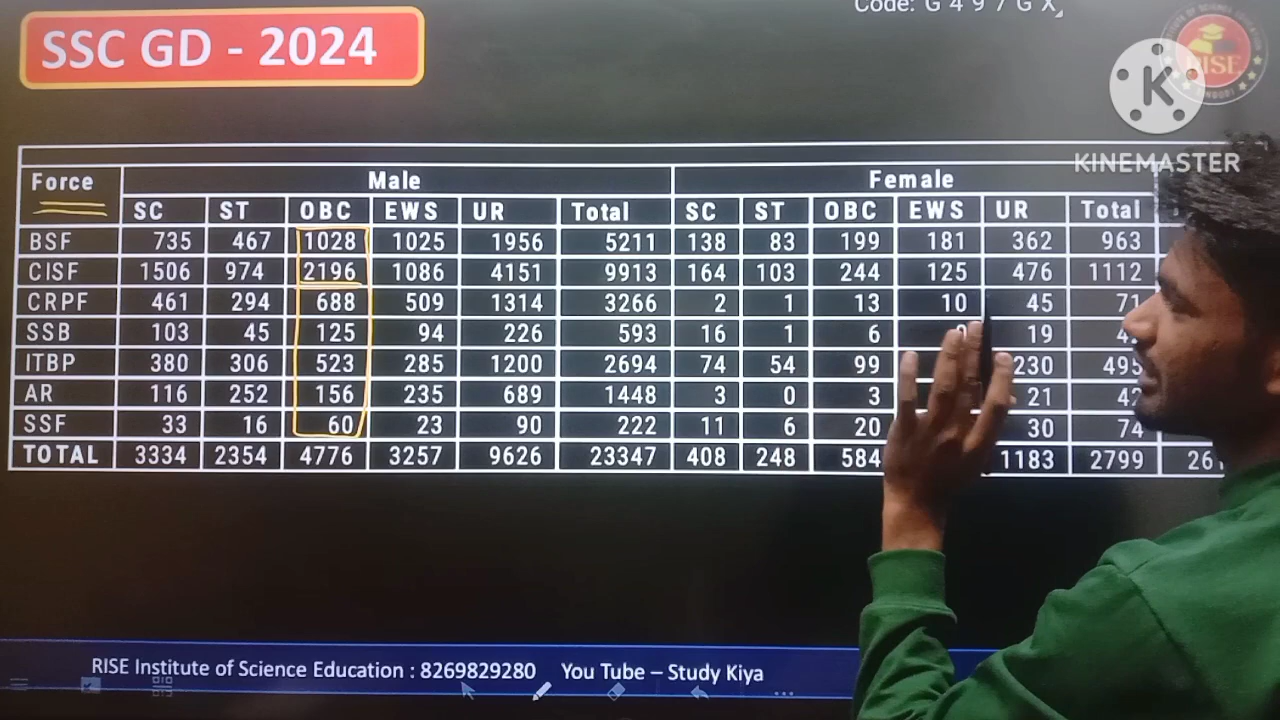 Code: G 4 9 7 G X
SSC GD - 2024
RISE
KINEMASTER
Force Male Female
SC ST OBC EWS UR Total SC ST OBC EWS UR Total
BSF 735 467 1028 1025 1956 5211 138 83 199 181 362 963
CISF 1506 974 2196 1086 4151 9913 164 103 244 125 476 1112
CRPF 461 294 688 509 1314 3266 2 1 13 10 45 71
SSB 103 45 125 94 226 593 16 1 6 19
ITBP 380 306 523 285 1200 2694 74 54 99 230 495
AR 116 252 156 235 689 1448 3 0 3 21 42
SSF 33 16 60 23 90 222 11 6 20 30 74
TOTAL 3334 2354 4776 3257 9626 23347 408 248 584 1183 2799
RISE Institute of Science Education : 8269829280 You Tube – Study Kiya